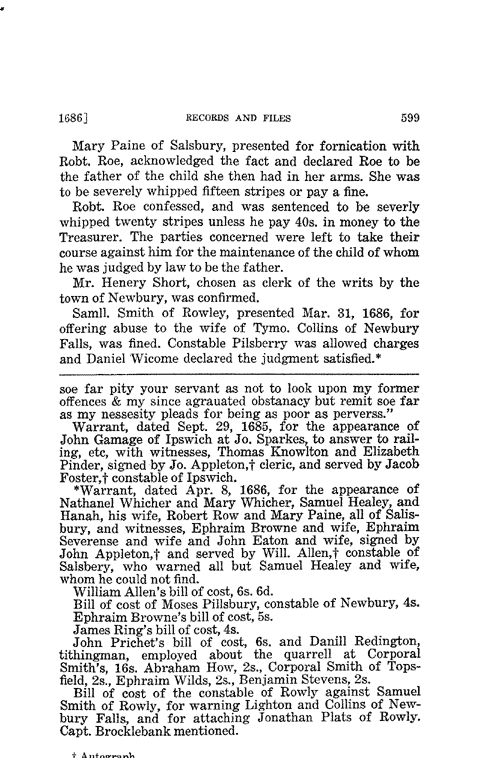 1686] RECORDS AND FILES 599
Mary Paine of Salsbury, presented for fornication with
Robt. Roe, acknowledged the fact and declared Roe to be
the father of the child she then had in her arms. She was
to be severely whipped fifteen stripes or pay a fine.
Robt. Roe confessed, and was sentenced to be severly
whipped twenty stripes unless he pay 40s. in money to the
Treasurer. The parties concerned were left to take their
course against him for the maintenance of the child of whom
he was judged by law to be the father.
Mr. Henery Short, chosen as clerk of the writs by the
town of Newbury, was confirmed.
Samll. Smith of Rowley, presented Mar. 31, 1686, for
offering abuse to the wife of Tymo. Collins of Newbury
Falls, was fined. Constable Pilsberry was allowed charges
and Daniel Wicome declared the judgment satisfied.*
soe far pity your servant as not to look upon my former
offences & my since agrauated obstanacy but remit soe far
as my nessesity pleads for being as poor as perverss."
Warrant, dated Sept. 29, 1685, for the appearance of
John Gamage of Ipswich at Jo. Sparkes, to answer to rail-
ing, etc, with witnesses, Thomas Knowlton and Elizabeth
Pinder, signed by Jo. Appleton,† cleric, and served by Jacob
Foster,† constable of Ipswich.
*Warrant, dated Apr. 8, 1686, for the appearance of
Nathanel Whicher and Mary Whicher, Samuel Healey, and
Hanah, his wife, Robert Row and Mary Paine, all of Salis-
bury, and witnesses, Ephraim Browne and wife, Ephraim
Severense and wife and John Eaton and wife, signed by
John Appleton,† and served by Will. Allen,† constable of
Salsbery, who warned all but Samuel Healey and wife,
whom he could not find.
William Allen's bill of cost, 6s. 6d.
Bill of cost of Moses Pillsbury, constable of Newbury, 4s.
Ephraim Browne's bill of cost, 5s.
James Ring's bill of cost, 4s.
John Prichet's bill of cost, 6s. and Danill Redington,
tithingman, employed about the quarrell at Corporal
Smith's, 16s. Abraham How, 2s., Corporal Smith of Tops-
field, 2s., Ephraim Wilds, 2s., Benjamin Stevens, 2s.
Bill of cost of the constable of Rowly against Samuel
Smith of Rowly, for warning Lighton and Collins of New-
bury Falls, and for attaching Jonathan Plats of Rowly.
Capt. Brocklebank mentioned.
† Autograph